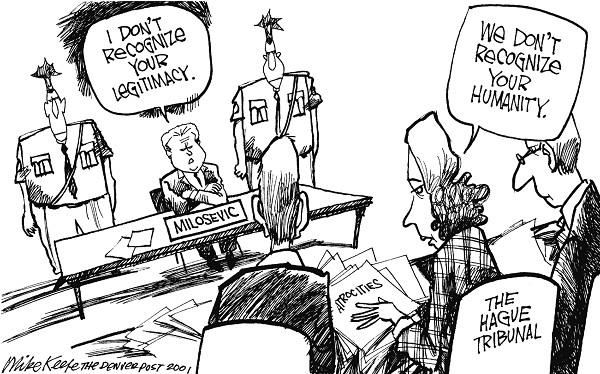 I DON'T
RECOGNIZE
YOUR
LEGITIMACY.
WE DON'T
RECOGNIZE
YOUR
HUMANITY.
MILOSEVIC
ATROCITIES
THE
HAGUE
TRIBUNAL
Mike Keefe THE DENVER POST 2001